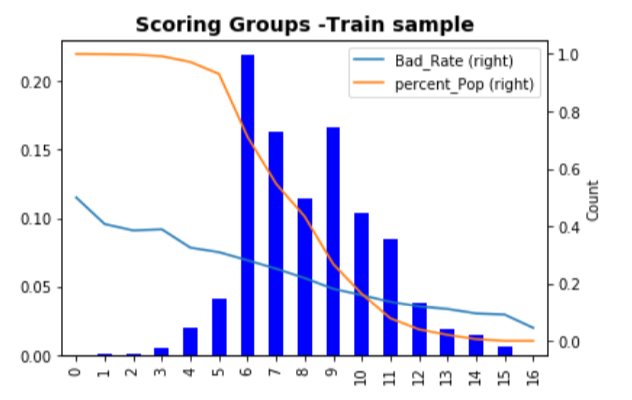 Scoring Groups -Train sample
Bad_Rate (right)
percent_Pop (right)
0.20
0.15
0.10
0.05
0.00
1.0
0.8
0.6
0.4
0.2
0.0
Count
0 1 2 3 4 5 6 7 8 9 10 11 12 13 14 15 16